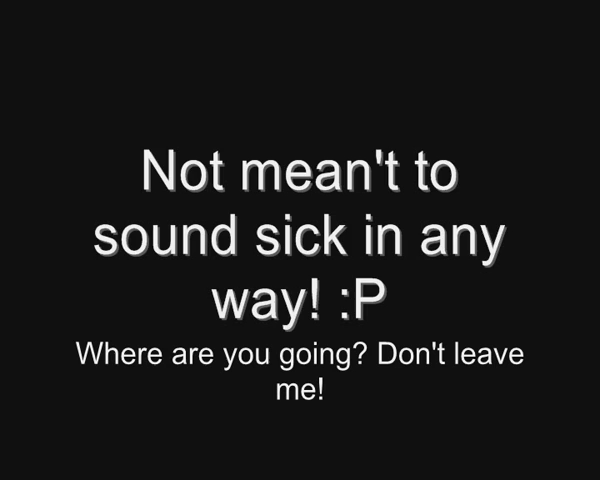 Not mean't to
sound sick in any
way! :P
Where are you going? Don't leave
me!